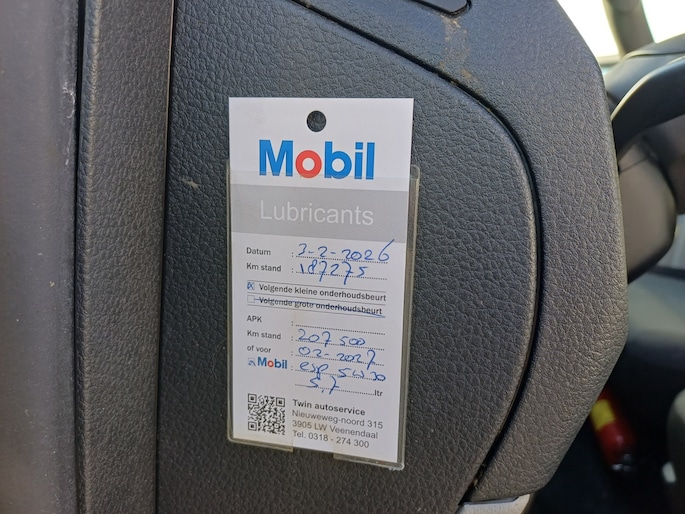 Mobil
Lubricants
Datum : 3-2-2026
Km stand : 187275
Volgende kleine onderhoudsbeurt
Volgende grote onderhoudsbeurt
APK :
Km stand : 207 500
of voor : 02-2027
Mobil : esp 5W30
5,7 ltr
Twin autoservice
Nieuweweg-noord 315
3905 LW Veenendaal
Tel. 0318 - 274 300